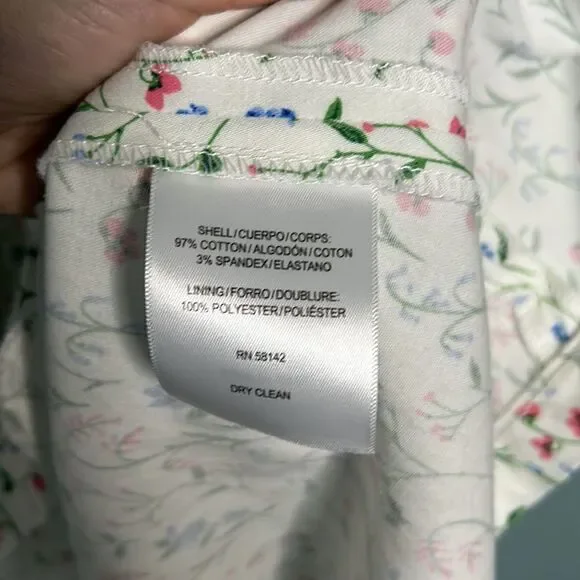 SHELL/CUERPO/CORPS:
97% COTTON/ALGODÓN/COTON
3% SPANDEX/ELASTANO
LINING/FORRO/DOUBLURE:
100% POLYESTER/POLIÉSTER
RN 58142
DRY CLEAN